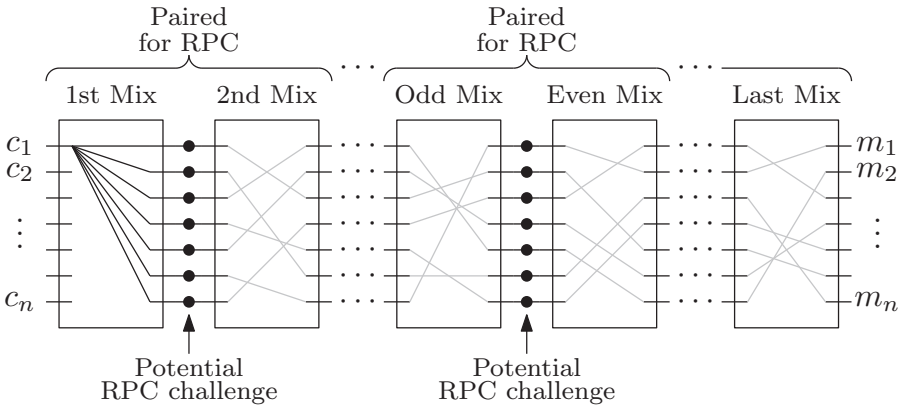 Paired
for RPC
Paired
for RPC
· · ·
· · ·
1st Mix
2nd Mix
Odd Mix
Even Mix
Last Mix
c1
c2
⋮
cn
· · ·
· · ·
· · ·
· · ·
· · ·
· · ·
· · ·
· · ·
· · ·
· · ·
· · ·
· · ·
· · ·
· · ·
m1
m2
⋮
mn
Potential
RPC challenge
Potential
RPC challenge